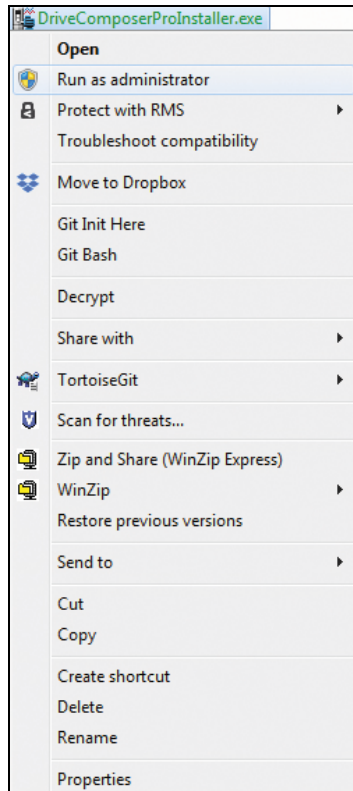 DriveComposerProInstaller.exe
Open
Run as administrator
Protect with RMS
Troubleshoot compatibility
Move to Dropbox
Git Init Here
Git Bash
Decrypt
Share with
TortoiseGit
Scan for threats...
Zip and Share (WinZip Express)
WinZip
Restore previous versions
Send to
Cut
Copy
Create shortcut
Delete
Rename
Properties